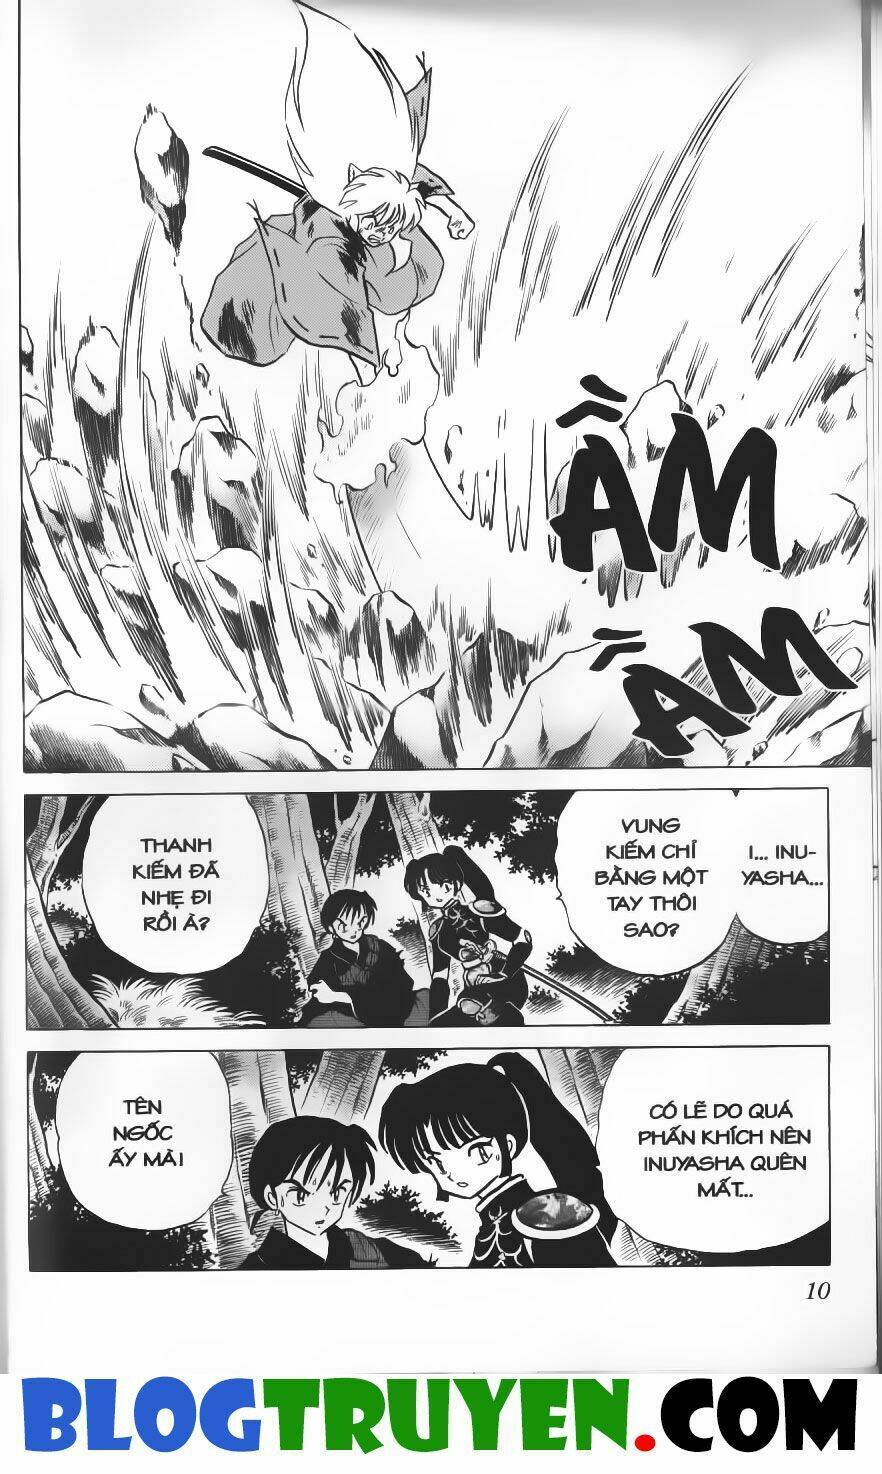 ẦM
ẦM
I... INU-
YASHA...
VUNG
KIẾM CHỈ
BẰNG MỘT
TAY THÔI
SAO?
THANH
KIẾM ĐÃ
NHẸ ĐI
RỒI À?
CÓ LẼ DO QUÁ
PHẤN KHÍCH NÊN
INUYASHA QUÊN
MẤT...
TÊN
NGỐC
ẤY MÀ!
10
BLOGTRUYEN.COM